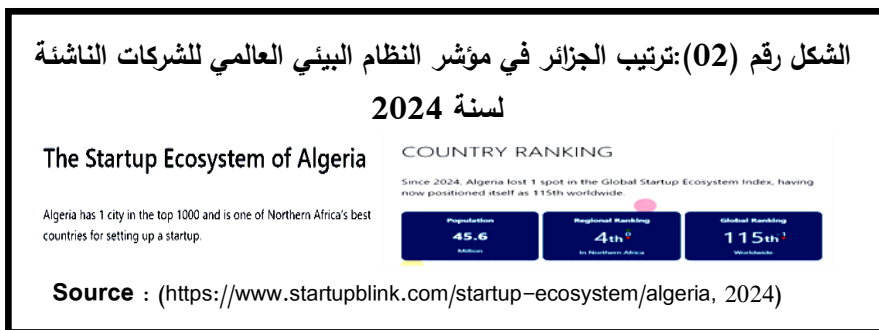 الشكل رقم (02):ترتيب الجزائر في مؤشر النظام البيئي العالمي للشركات الناشئة
لسنة 2024
The Startup Ecosystem of Algeria
Algeria has 1 city in the top 1000 and is one of Northern Africa's best
countries for setting up a startup.
COUNTRY RANKING
Since 2024, Algeria lost 1 spot in the Global Startup Ecosystem Index, having
now positioned itself as 115th worldwide.
Population
45.6
Million
Regional Ranking
4th 0
In Northern Africa
Global Ranking
115th -1
Worldwide
Source : (https://www.startupblink.com/startup-ecosystem/algeria, 2024)